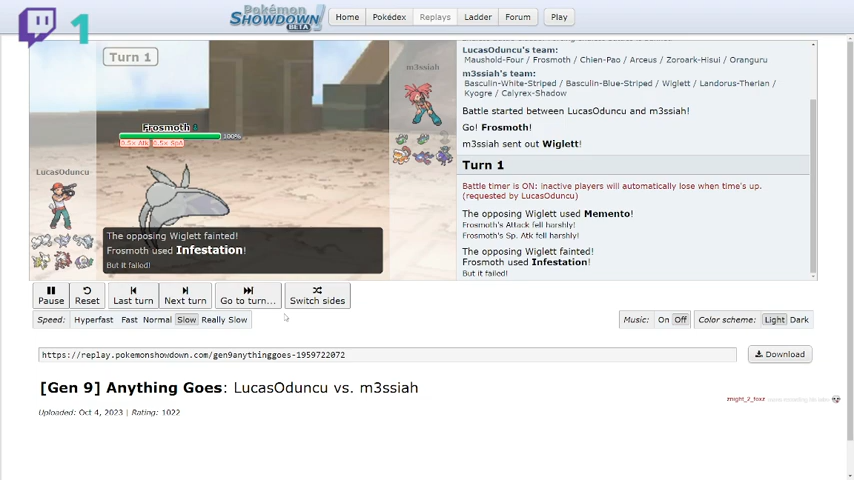 1
Pokémon
SHOWDOWN!
BETA
Home
Pokédex
Replays
Ladder
Forum
Play
Turn 1
Frosmoth
100%
0.5x Atk 0.5x SpA
LucasOduncu
m3ssiah
The opposing Wiglett fainted!
Frosmoth used Infestation!
But it failed!
LucasOduncu's team:
Maushold-Four / Frosmoth / Chien-Pao / Arceus / Zoroark-Hisui / Oranguru
m3ssiah's team:
Basculin-White-Striped / Basculin-Blue-Striped / Wiglett / Landorus-Therian /
Kyogre / Calyrex-Shadow
Battle started between LucasOduncu and m3ssiah!
Go! Frosmoth!
m3ssiah sent out Wiglett!
Turn 1
Battle timer is ON: inactive players will automatically lose when time's up.
(requested by LucasOduncu)
The opposing Wiglett used Memento!
Frosmoth's Attack fell harshly!
Frosmoth's Sp. Atk fell harshly!
The opposing Wiglett fainted!
Frosmoth used Infestation!
But it failed!
Pause
Reset
Last turn
Next turn
Go to turn...
Switch sides
Speed: Hyperfast Fast Normal Slow Really Slow
Music: On Off
Color scheme: Light Dark
https://replay.pokemonshowdown.com/gen9anythinggoes-1959722072
Download
[Gen 9] Anything Goes: LucasOduncu vs. m3ssiah
Uploaded: Oct 4, 2023 | Rating: 1022